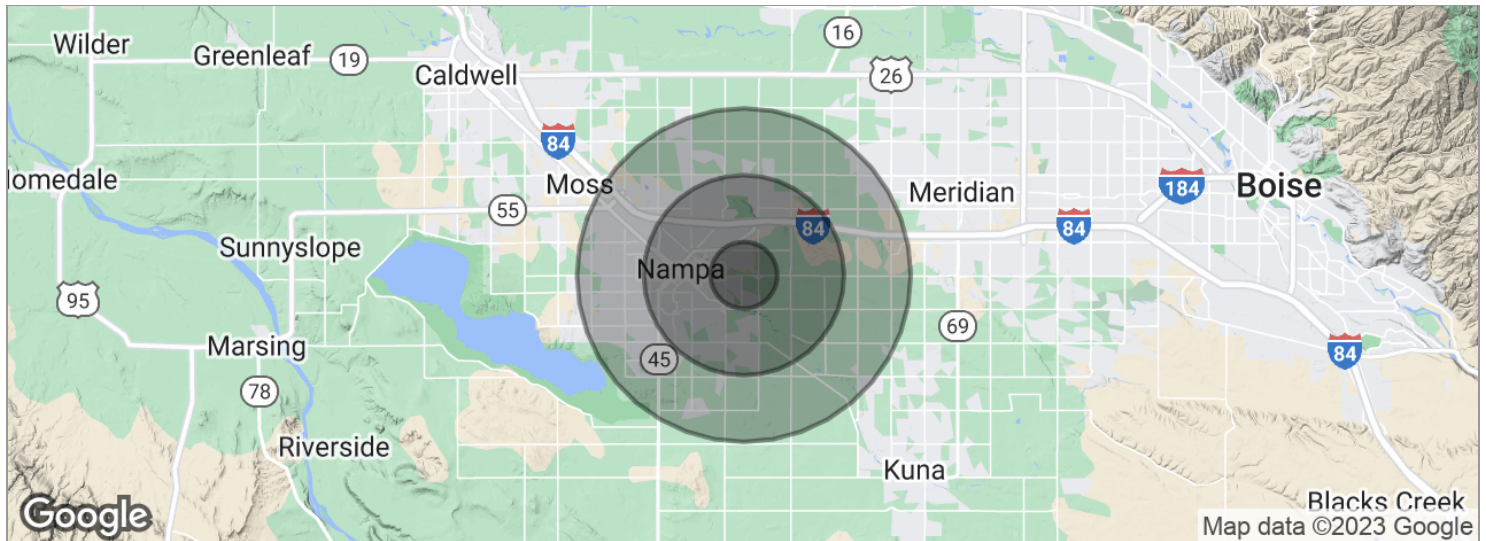 Wilder
Greenleaf
19
Caldwell
16
26
84
Moss
Meridian
184
Boise
Homedale
55
84
84
Sunnyslope
Nampa
95
69
Marsing
45
84
78
Riverside
Kuna
Blacks Creek
Google
Map data ©2023 Google